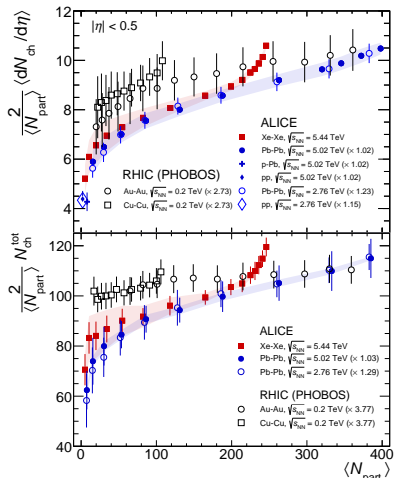 |η| < 0.5
2/⟨N_part⟩ ⟨dN_ch/dη⟩
12
10
8
6
4
ALICE
Xe-Xe, √s_NN = 5.44 TeV
Pb-Pb, √s_NN = 5.02 TeV (× 1.02)
p-Pb, √s_NN = 5.02 TeV (× 1.02)
pp, √s_NN = 5.02 TeV (× 1.02)
Pb-Pb, √s_NN = 2.76 TeV (× 1.23)
pp, √s_NN = 2.76 TeV (× 1.15)
RHIC (PHOBOS)
Au-Au, √s_NN = 0.2 TeV (× 2.73)
Cu-Cu, √s_NN = 0.2 TeV (× 2.73)
2/⟨N_part⟩ N_ch^tot
120
100
80
60
40
ALICE
Xe-Xe, √s_NN = 5.44 TeV
Pb-Pb, √s_NN = 5.02 TeV (× 1.03)
Pb-Pb, √s_NN = 2.76 TeV (× 1.29)
RHIC (PHOBOS)
Au-Au, √s_NN = 0.2 TeV (× 3.77)
Cu-Cu, √s_NN = 0.2 TeV (× 3.77)
0 100 200 300 400
⟨N_part⟩